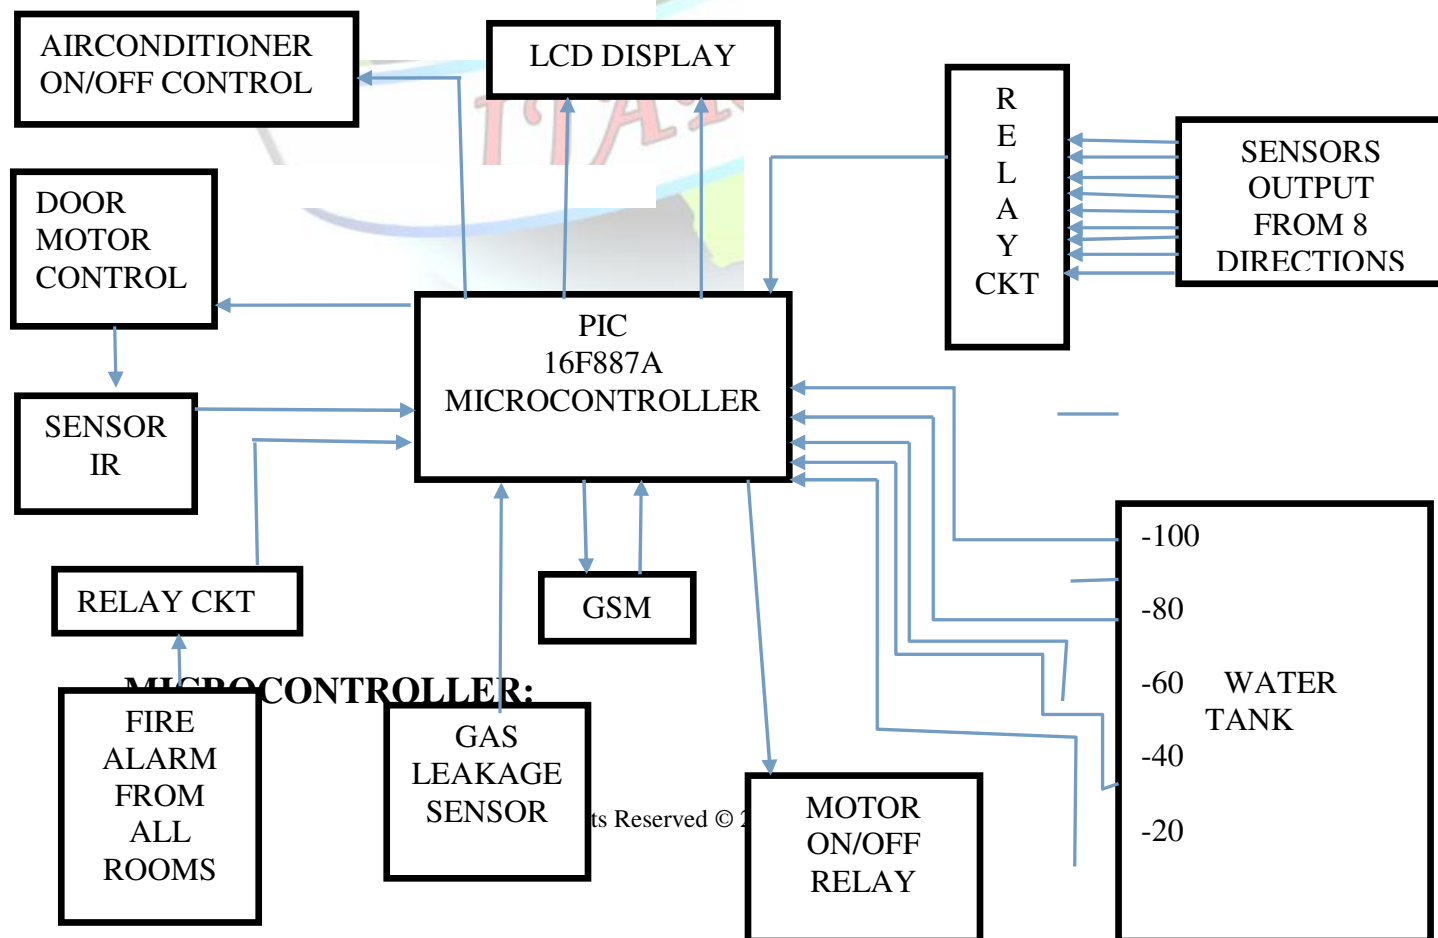 AIRCONDITIONER
ON/OFF CONTROL
LCD DISPLAY
R
E
L
A
Y
CKT
SENSORS
OUTPUT
FROM 8
DIRECTIONS
DOOR
MOTOR
CONTROL
PIC
16F887A
MICROCONTROLLER
SENSOR
IR
RELAY CKT
GSM
-100
-80
-60
-40
-20
WATER
TANK
MICROCONTROLLER:
FIRE
ALARM
FROM
ALL
ROOMS
GAS
LEAKAGE
SENSOR
MOTOR
ON/OFF
RELAY
Reserved ©